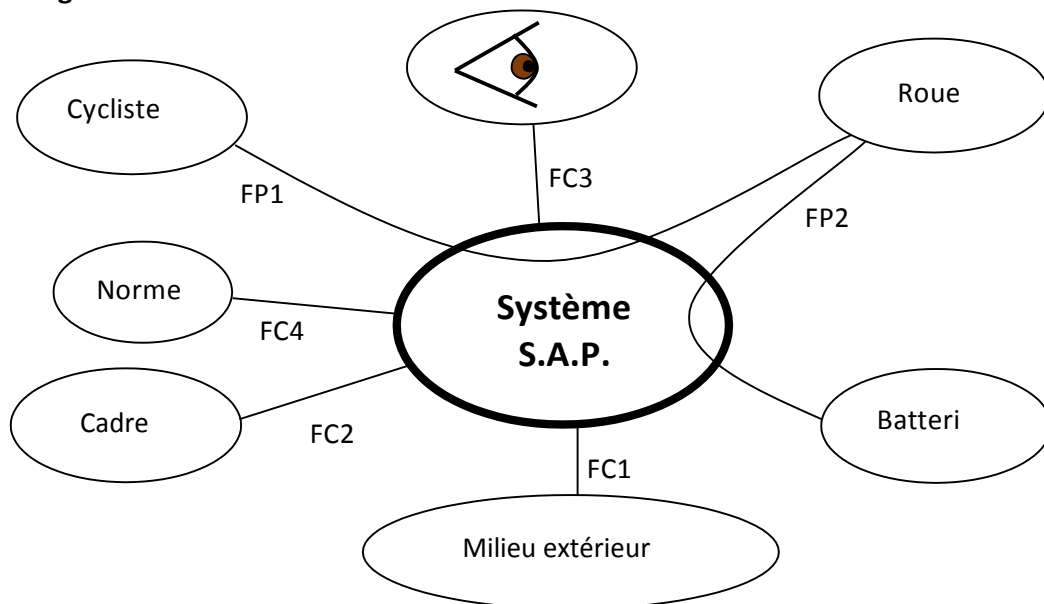 Cycliste
Roue
FC3
FP1
FP2
Norme
Système
S.A.P.
FC4
Cadre
Batteri
FC2
FC1
Milieu extérieur